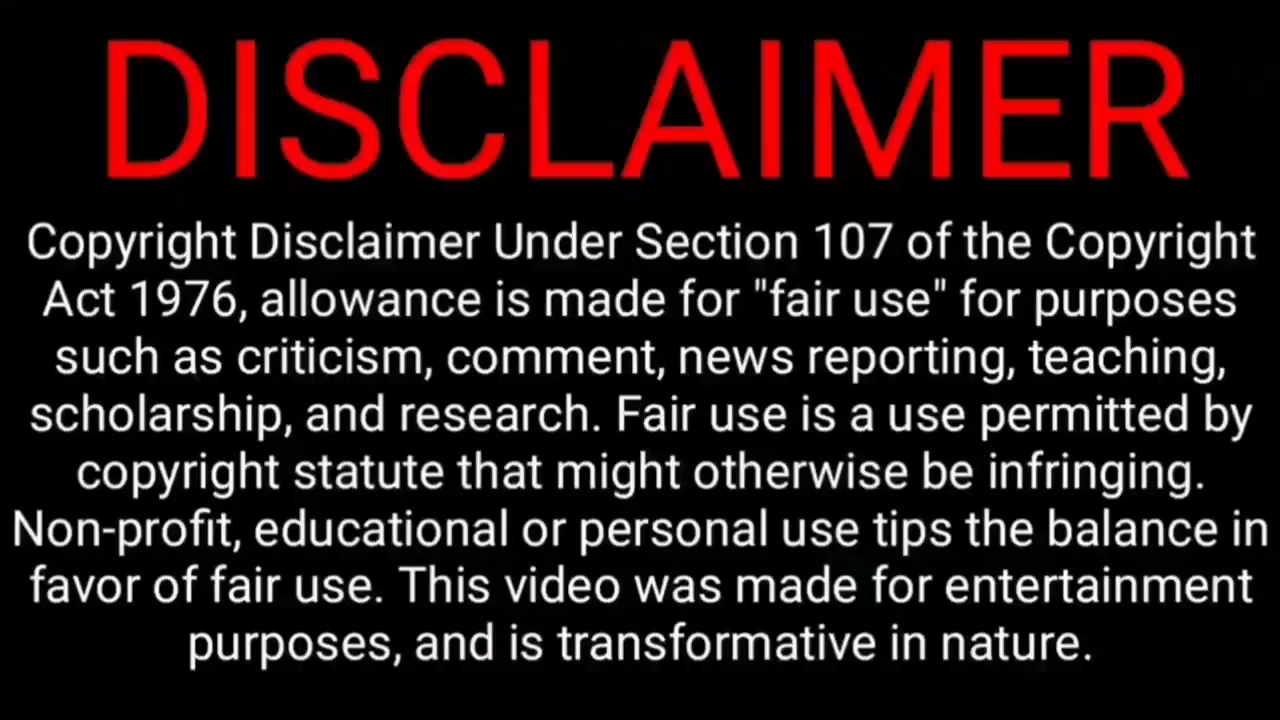 DISCLAIMER
Copyright Disclaimer Under Section 107 of the Copyright
Act 1976, allowance is made for "fair use" for purposes
such as criticism, comment, news reporting, teaching,
scholarship, and research. Fair use is a use permitted by
copyright statute that might otherwise be infringing.
Non-profit, educational or personal use tips the balance in
favor of fair use. This video was made for entertainment
purposes, and is transformative in nature.